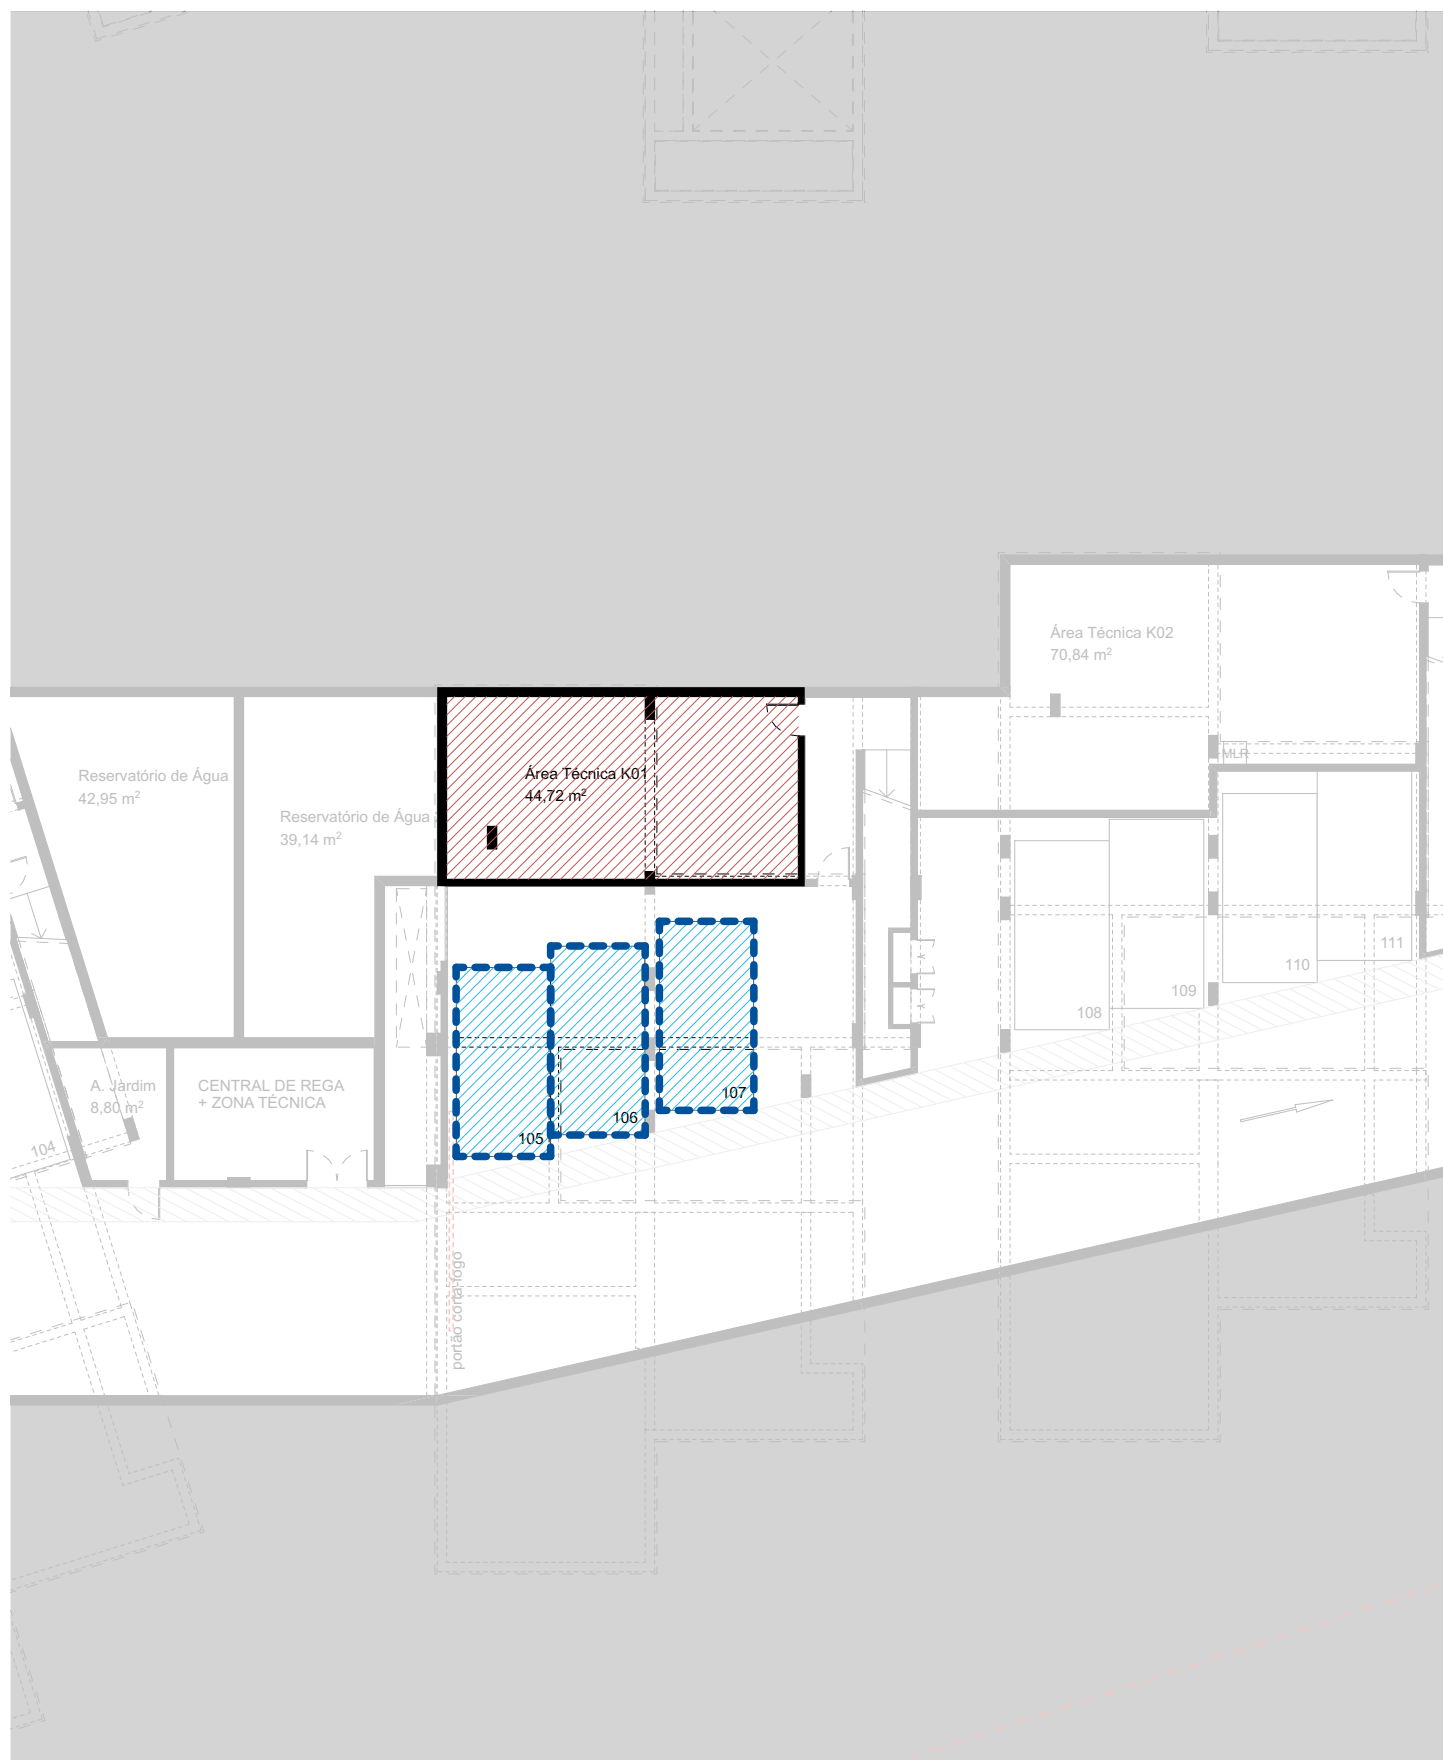 Área Técnica K02
70,84 m²
MLR
Reservatório de Água
42,95 m²
Área Técnica K01
44,72 m²
Reservatório de Água
39,14 m²
111
110
109
108
107
106
105
104
A. Jardim
8,80 m²
CENTRAL DE REGA
+ ZONA TÉCNICA
portão corta-fogo